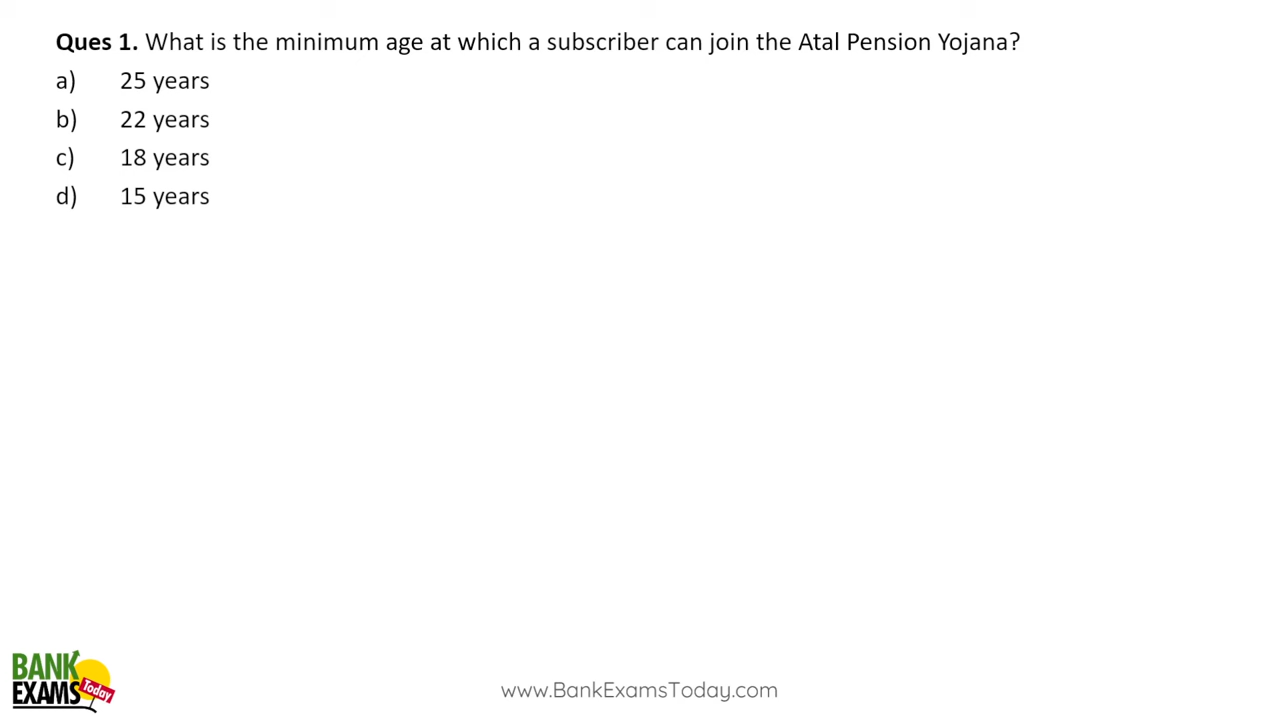 Ques 1. What is the minimum age at which a subscriber can join the Atal Pension Yojana?
a) 25 years
b) 22 years
c) 18 years
d) 15 years
BANK
EXAMS
Today
www.BankExamsToday.com